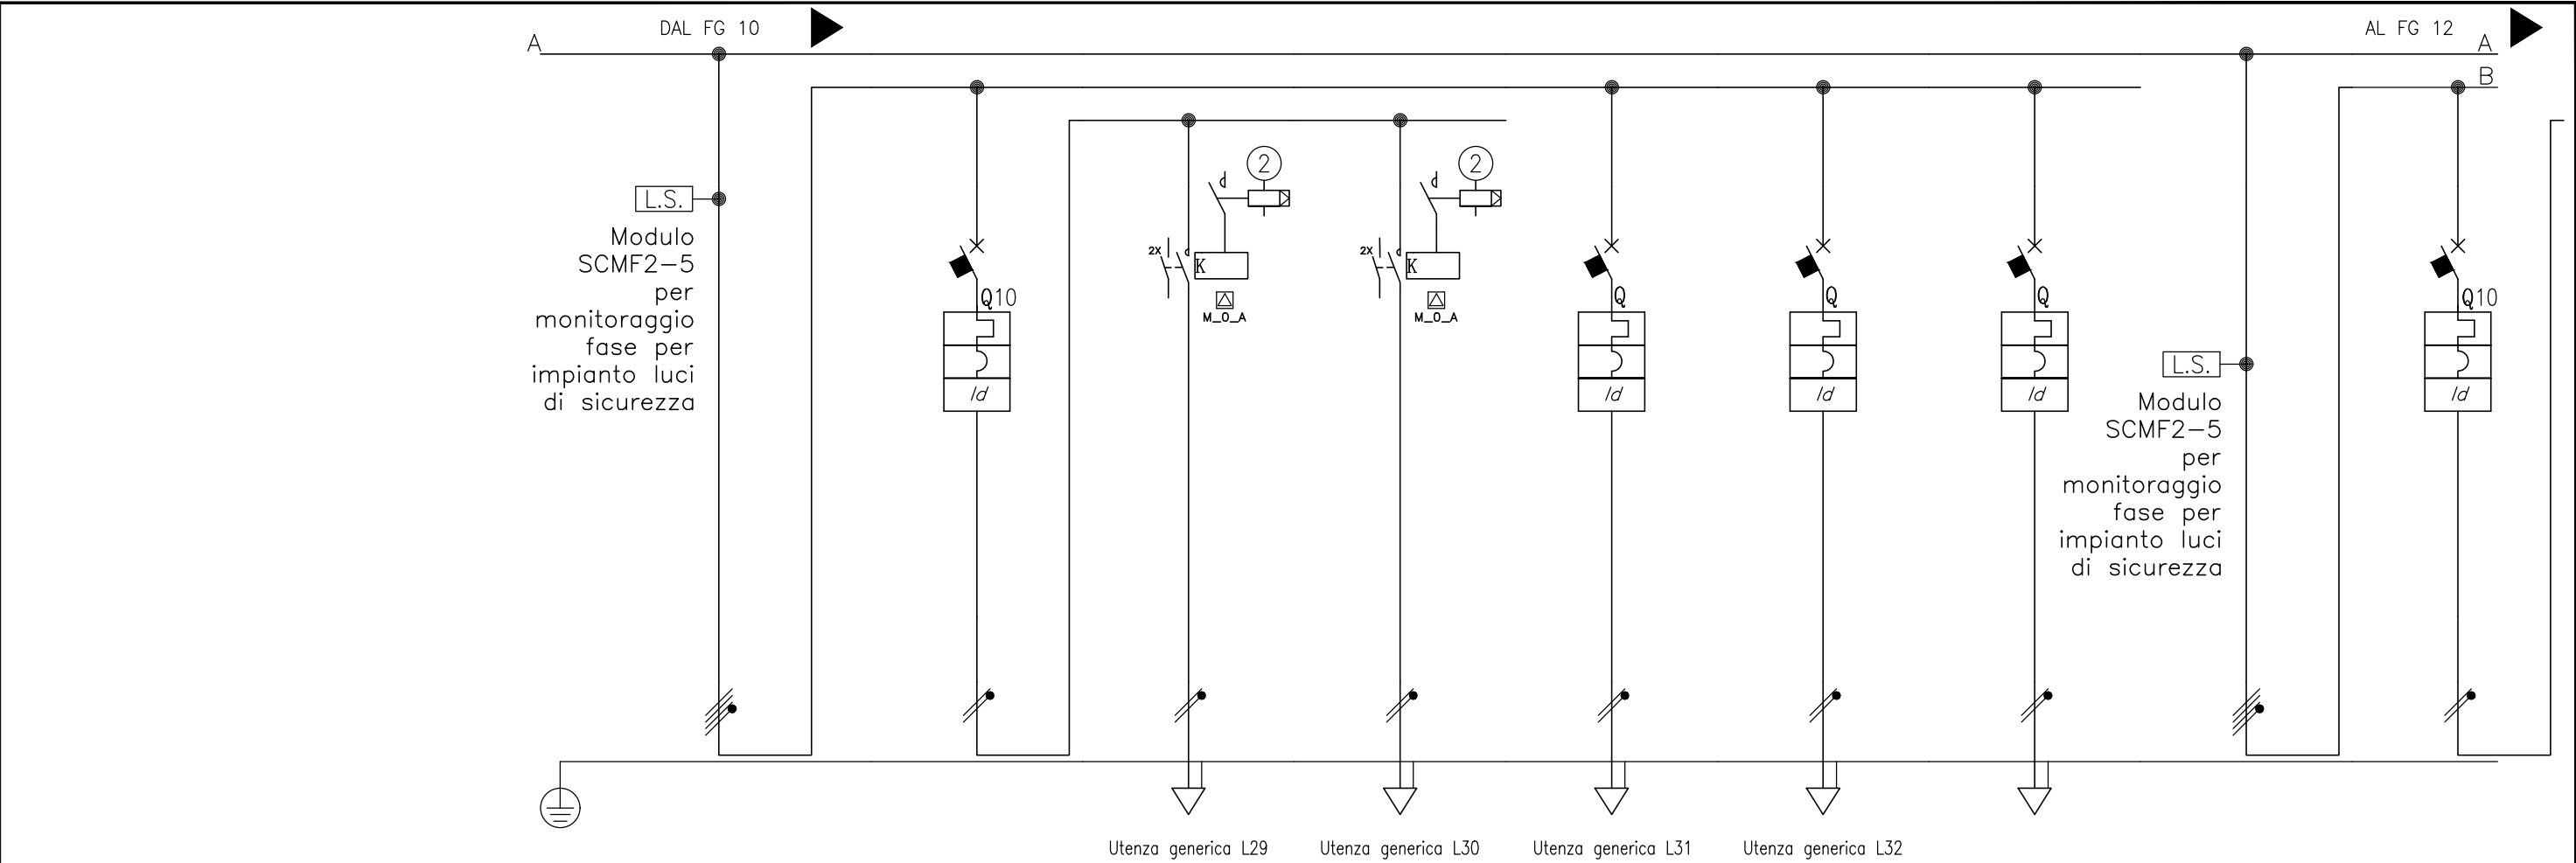 DAL FG 10
AL FG 12
A
A
B
2
2
L.S.
Modulo
SCMF2-5
per
monitoraggio
fase per
impianto luci
di sicurezza
2X
K
M_O_A
2X
K
M_O_A
Q10
Id
Q
Id
Q
Id
Q
Id
L.S.
Modulo
SCMF2-5
per
monitoraggio
fase per
impianto luci
di sicurezza
Q10
Id
Utenza generica L29
Utenza generica L30
Utenza generica L31
Utenza generica L32